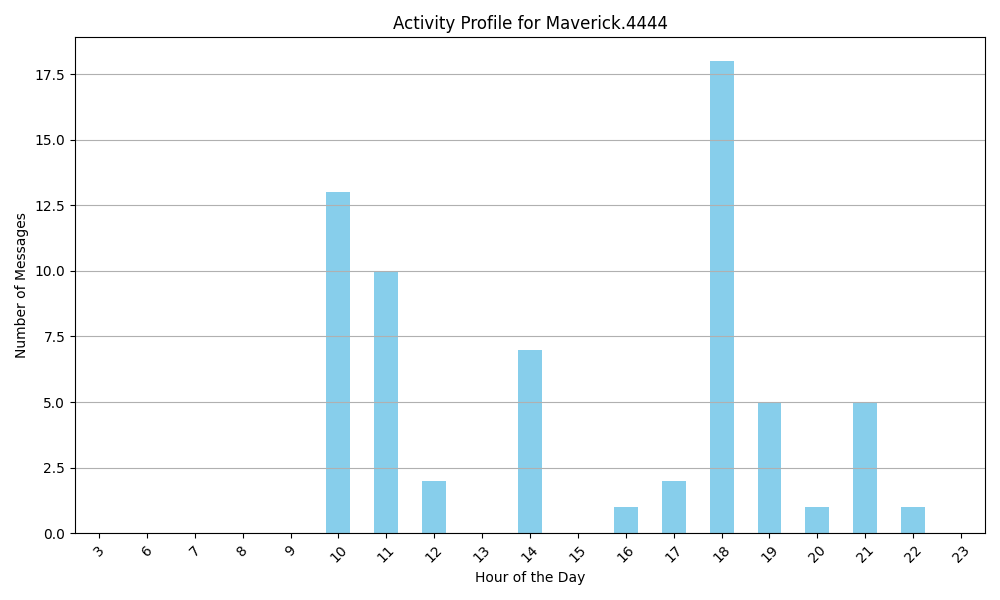 Activity Profile for Maverick.4444
Number of Messages
17.5
15.0
12.5
10.0
7.5
5.0
2.5
0.0
3 6 7 8 9 10 11 12 13 14 15 16 17 18 19 20 21 22 23
Hour of the Day